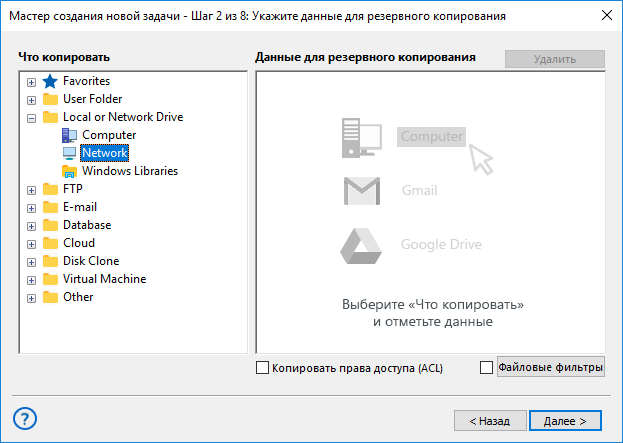 Мастер создания новой задачи - Шаг 2 из 8: Укажите данные для резервного копирования
Что копировать
Favorites
User Folder
Local or Network Drive
Computer
Network
Windows Libraries
FTP
E-mail
Database
Cloud
Disk Clone
Virtual Machine
Other
Данные для резервного копирования
Удалить
Computer
Gmail
Google Drive
Выберите «Что копировать»
и отметьте данные
Копировать права доступа (ACL)
Файловые фильтры
?
< Назад
Далее >